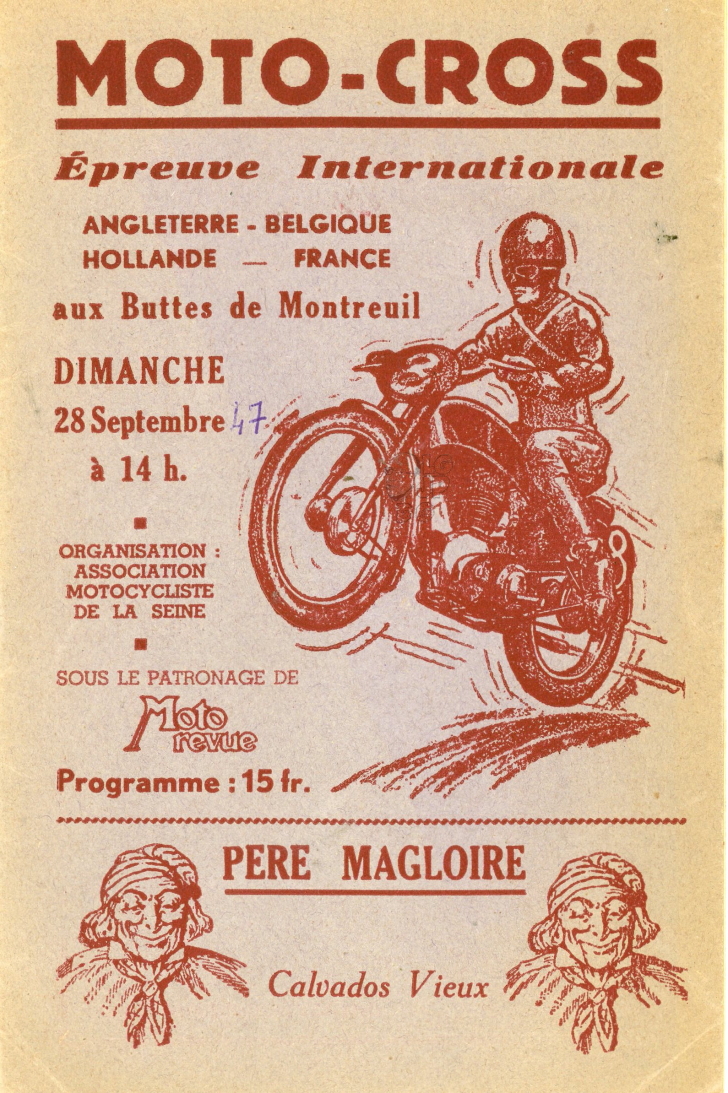 MOTO-CROSS
Épreuve Internationale
ANGLETERRE - BELGIQUE
HOLLANDE — FRANCE
aux Buttes de Montreuil
DIMANCHE
28 Septembre 47
à 14 h.
ORGANISATION :
ASSOCIATION
MOTOCYCLISTE
DE LA SEINE
SOUS LE PATRONAGE DE
Moto
revue
Programme : 15 fr.
8
PERE MAGLOIRE
Calvados Vieux